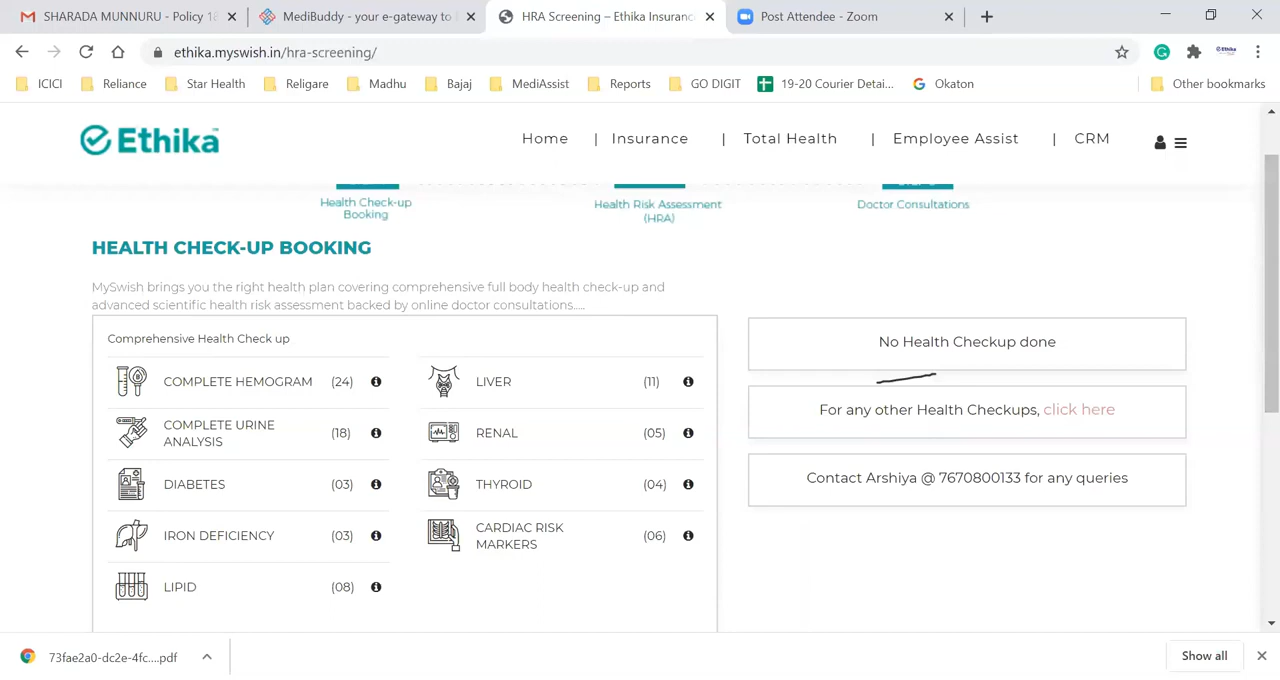 SHARADA MUNNURU - Policy 18
MediBuddy - your e-gateway to
HRA Screening – Ethika Insuranc
Post Attendee - Zoom
ethika.myswish.in/hra-screening/
ICICI
Reliance
Star Health
Religare
Madhu
Bajaj
MediAssist
Reports
GO DIGIT
19-20 Courier Detai...
Okaton
Other bookmarks
Ethika
Home | Insurance | Total Health | Employee Assist | CRM
Health Check-up
Booking
Health Risk Assessment
(HRA)
Doctor Consultations
HEALTH CHECK-UP BOOKING
MySwish brings you the right health plan covering comprehensive full body health check-up and
advanced scientific health risk assessment backed by online doctor consultations.....
Comprehensive Health Check up
COMPLETE HEMOGRAM (24)
LIVER (11)
COMPLETE URINE
ANALYSIS (18)
RENAL (05)
DIABETES (03)
THYROID (04)
IRON DEFICIENCY (03)
CARDIAC RISK
MARKERS (06)
LIPID (08)
No Health Checkup done
For any other Health Checkups, click here
Contact Arshiya @ 7670800133 for any queries
73fae2a0-dc2e-4fc....pdf
Show all